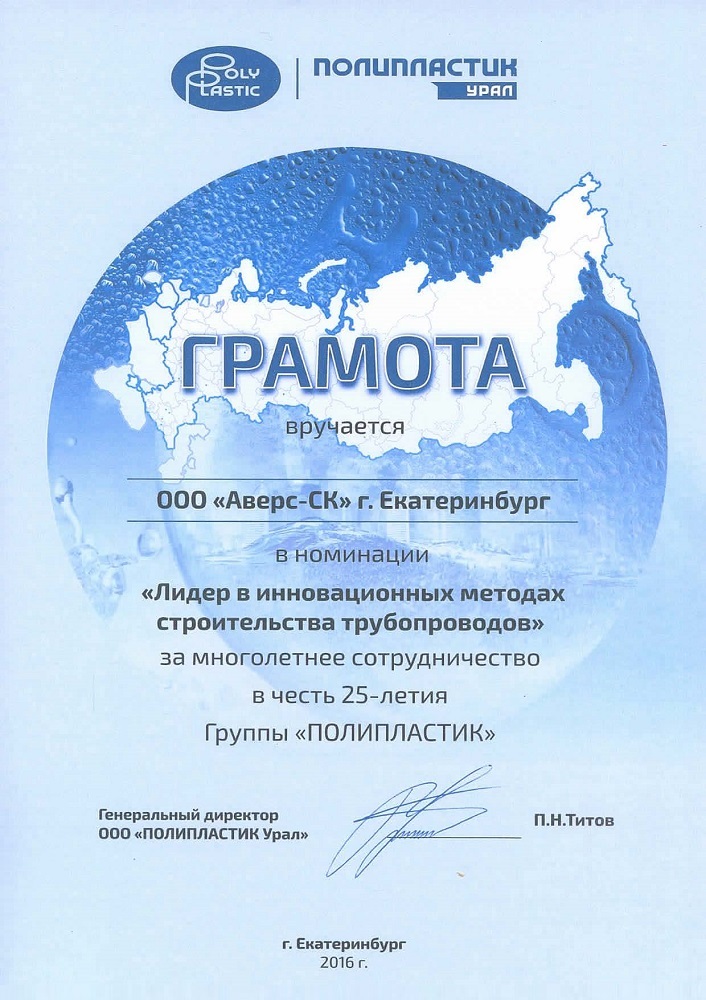 POLY
PLASTIC
ПОЛИПЛАСТИК
УРАЛ
ГРАМОТА
вручается
ООО «Аверс-СК» г. Екатеринбург
в номинации
«Лидер в инновационных методах
строительства трубопроводов»
за многолетнее сотрудничество
в честь 25-летия
Группы «ПОЛИПЛАСТИК»
Генеральный директор
ООО «ПОЛИПЛАСТИК Урал»
П.Н.Титов
г. Екатеринбург
2016 г.